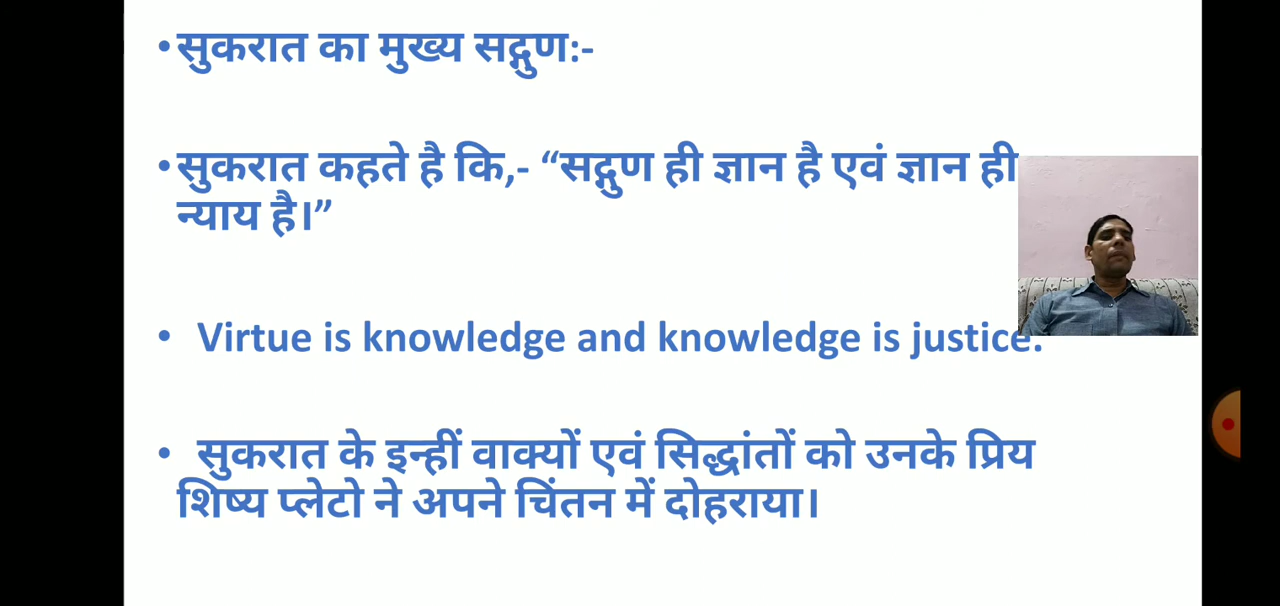 •सुकरात का मुख्य सद्गुण:-
•सुकरात कहते है कि,- “सद्गुण ही ज्ञान है एवं ज्ञान ही
न्याय है।”
• Virtue is knowledge and knowledge is justice.
• सुकरात के इन्हीं वाक्यों एवं सिद्धांतों को उनके प्रिय
शिष्य प्लेटो ने अपने चिंतन में दोहराया।